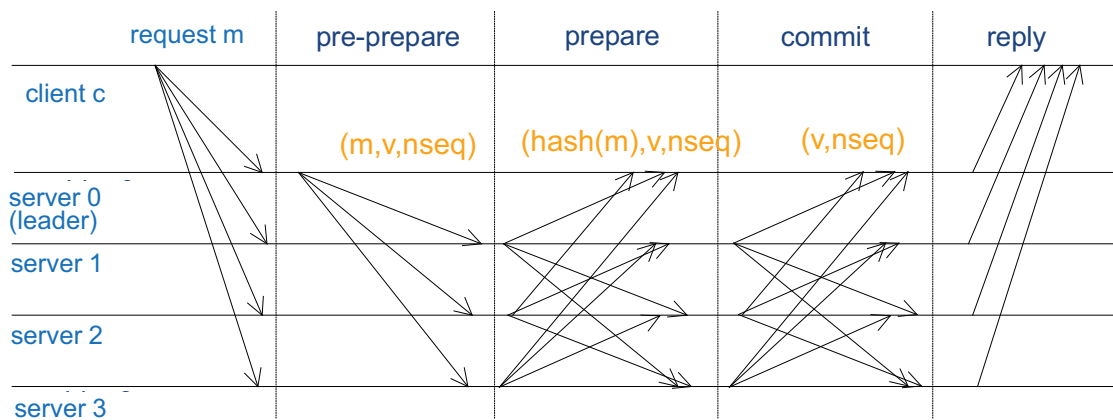 request m
pre-prepare
prepare
commit
reply
client c
(m,v,nseq)
(hash(m),v,nseq)
(v,nseq)
server 0
(leader)
server 1
server 2
server 3